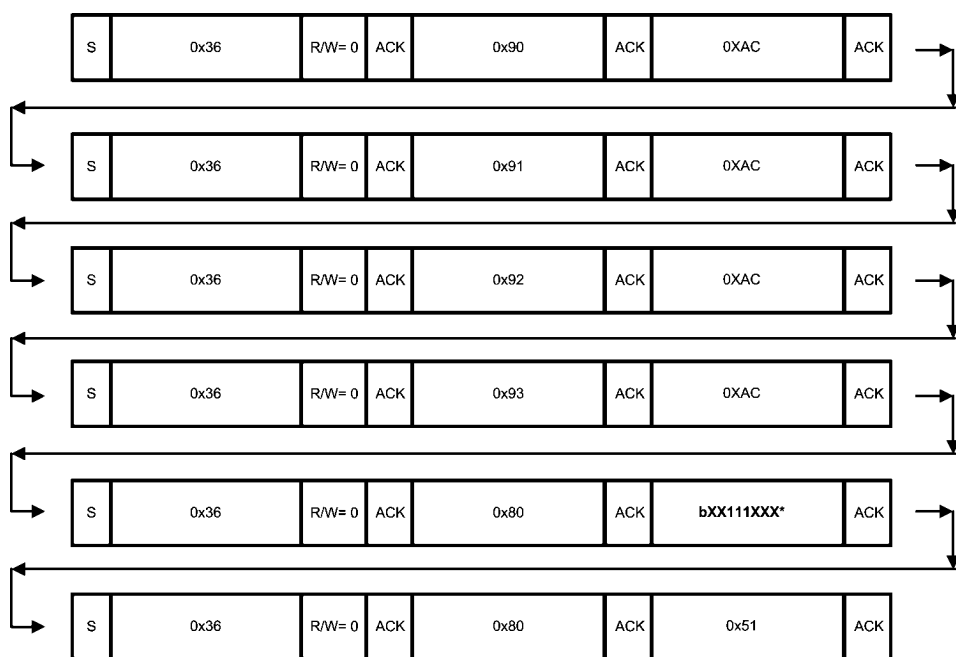 S 0x36 R/W= 0 ACK 0x90 ACK 0XAC ACK
S 0x36 R/W= 0 ACK 0x91 ACK 0XAC ACK
S 0x36 R/W= 0 ACK 0x92 ACK 0XAC ACK
S 0x36 R/W= 0 ACK 0x93 ACK 0XAC ACK
S 0x36 R/W= 0 ACK 0x80 ACK bXX111XXX* ACK
S 0x36 R/W= 0 ACK 0x80 ACK 0x51 ACK